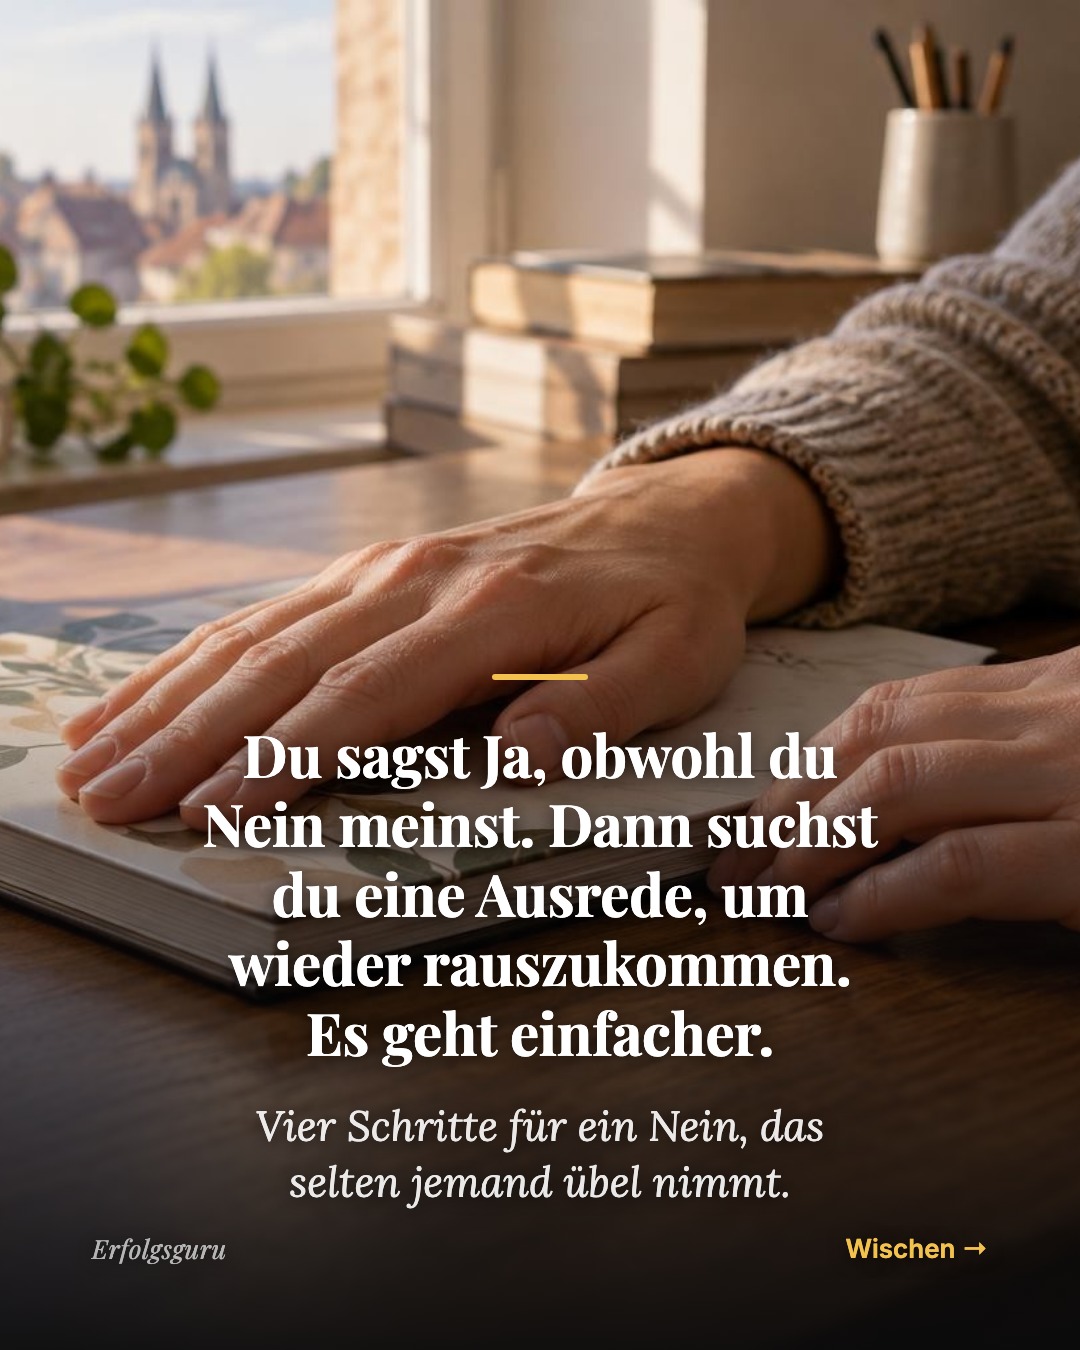 Du sagst Ja, obwohl du
Nein meinst. Dann suchst
du eine Ausrede, um
wieder rauszukommen.
Es geht einfacher.
Vier Schritte für ein Nein, das
selten jemand übel nimmt.
Erfolgsguru
Wischen →